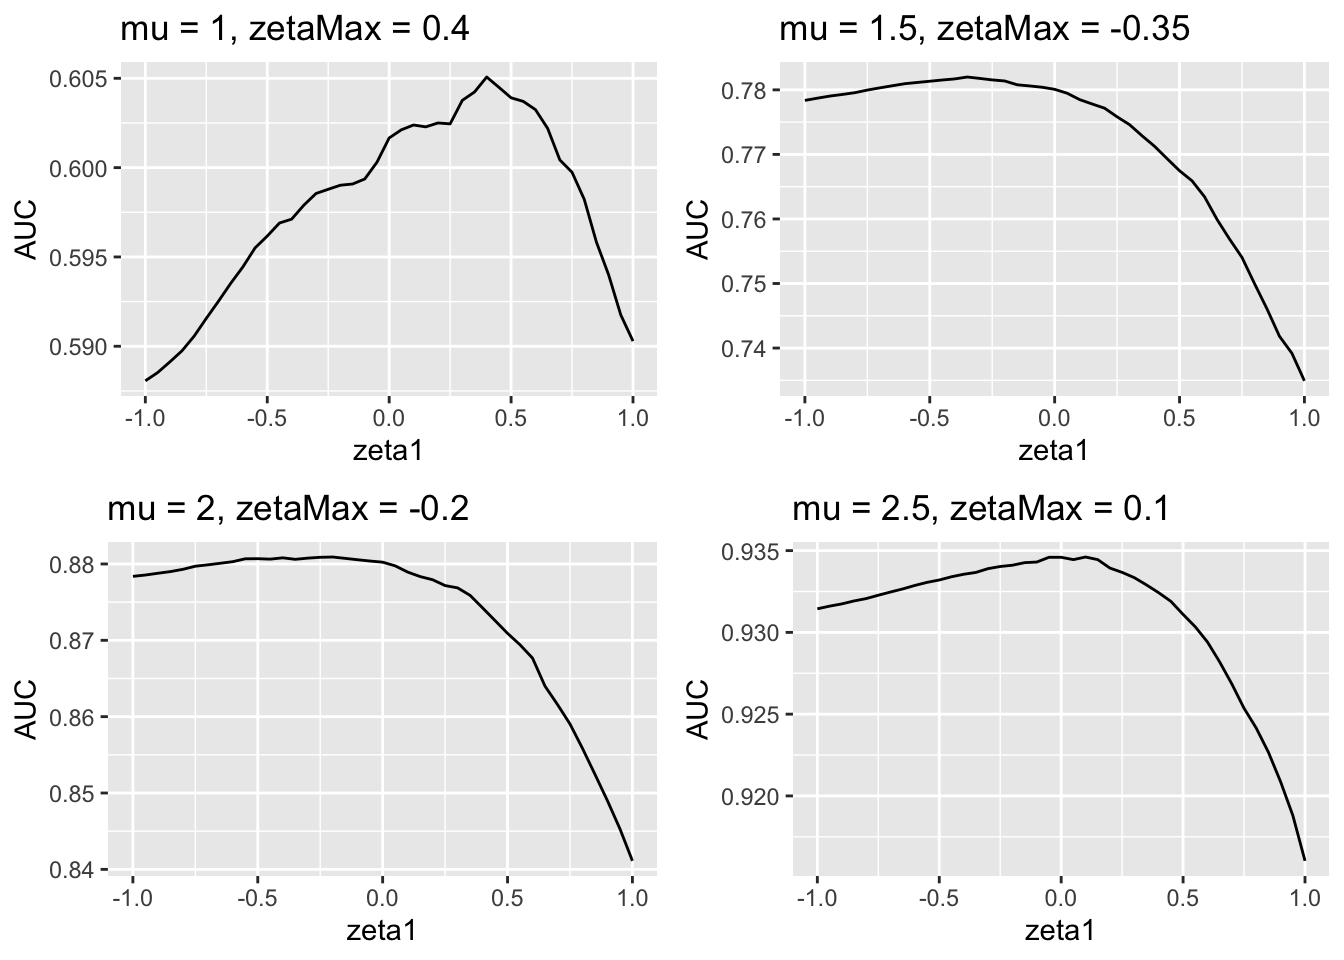 mu = 1, zetaMax = 0.4
0.605
0.600
0.595
0.590
AUC
-1.0 -0.5 0.0 0.5 1.0
zeta1
mu = 1.5, zetaMax = -0.35
0.78
0.77
0.76
0.75
0.74
AUC
-1.0 -0.5 0.0 0.5 1.0
zeta1
mu = 2, zetaMax = -0.2
0.88
0.87
0.86
0.85
0.84
AUC
-1.0 -0.5 0.0 0.5 1.0
zeta1
mu = 2.5, zetaMax = 0.1
0.935
0.930
0.925
0.920
AUC
-1.0 -0.5 0.0 0.5 1.0
zeta1